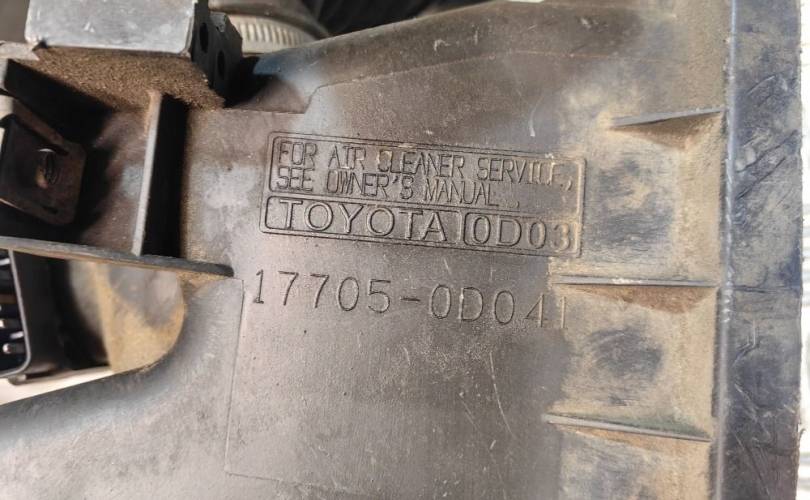 FOR AIR CLEANER SERVICE,
SEE OWNER'S MANUAL.
TOYOTA 0D03
17705-0D041